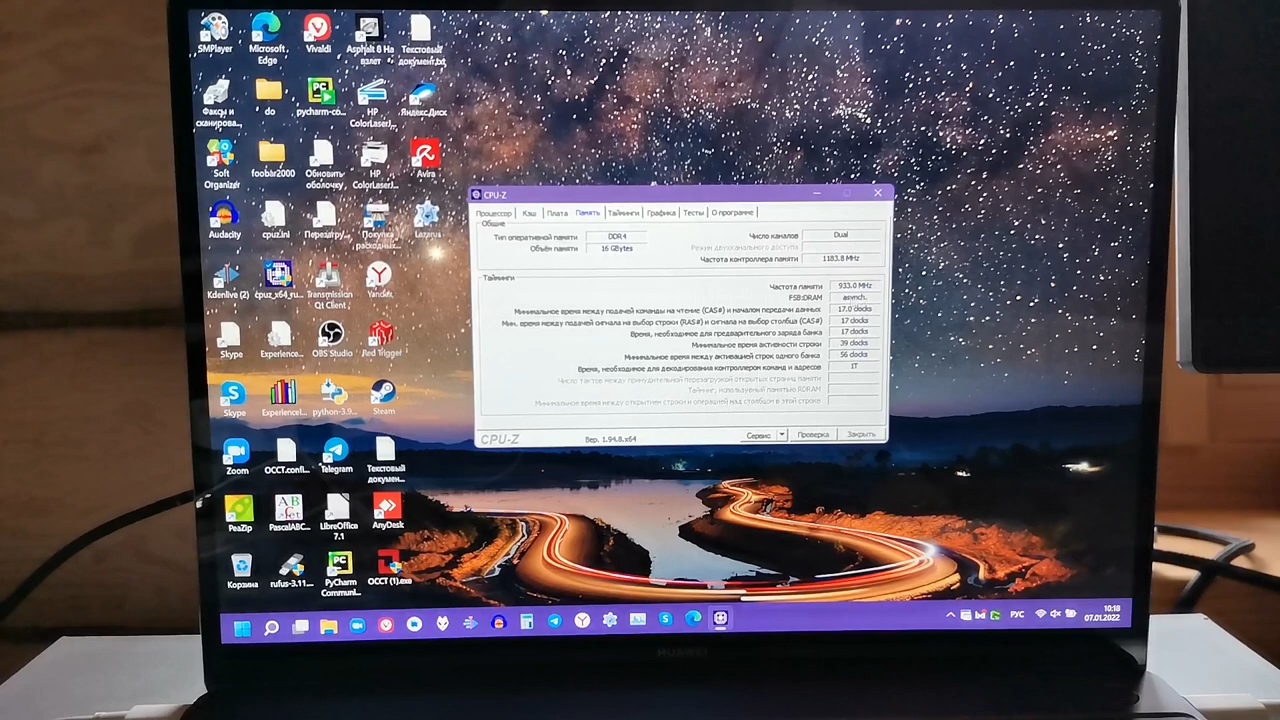 SMPlayer
Microsoft Edge
Vivaldi
Asphalt 8 На взлёт
Текстовый документ.txt
Факсы и сканирова...
do
pycharm-co...
HP ColorLaserJ...
Яндекс.Диск
Soft Organizer
foobar2000
Обновить оболочку
HP ColorLaserJ...
Avira
Audacity
cpuz.ini
Перезагру...
Покупка расходных...
Lazarus
Kdenlive (2)
cpuz_x64_ru...
Transmission Qt Client
Yandex
Skype
Experience...
OBS Studio
Red Trigger
Skype
ExperienceI...
python-3.9...
Steam
Zoom
OCCT.confi...
Telegram
Текстовый докумен...
PeaZip
PascalABC...
LibreOffice 7.1
AnyDesk
Корзина
rufus-3.11...
PyCharm Communi...
OCCT (1).exe
CPU-Z
Процессор Кэш Плата Память Тайминги Графика Тесты О программе
Общие
Тип оперативной памяти DDR4
Число каналов Dual
Объём памяти 16 GBytes
Режим двухканального доступа
Частота контроллера памяти 1183.8 MHz
Тайминги
Частота памяти 933.0 MHz
FSB:DRAM asynch.
Минимальное время между подачей команды на чтение (CAS#) и началом передачи данных 17.0 clocks
Мин. время между подачей сигнала на выбор строки (RAS#) и сигнала на выбор столбца (CAS#) 17 clocks
Время, необходимое для предварительного заряда банка 17 clocks
Минимальное время активности строки 39 clocks
Минимальное время между активацией строк одного банка 56 clocks
Время, необходимое для декодирования контроллером команд и адресов 1T
Число тактов между принудительной перезагрузкой открытых страниц памяти
Тайминг, используемый памятью RDRAM
Минимальное время между открытием строки и операцией над столбцом в этой строке
CPU-Z Вер. 1.94.8.x64 Сервис Проверка Закрыть
РУС
10:18
07.01.2022
HUAWEI